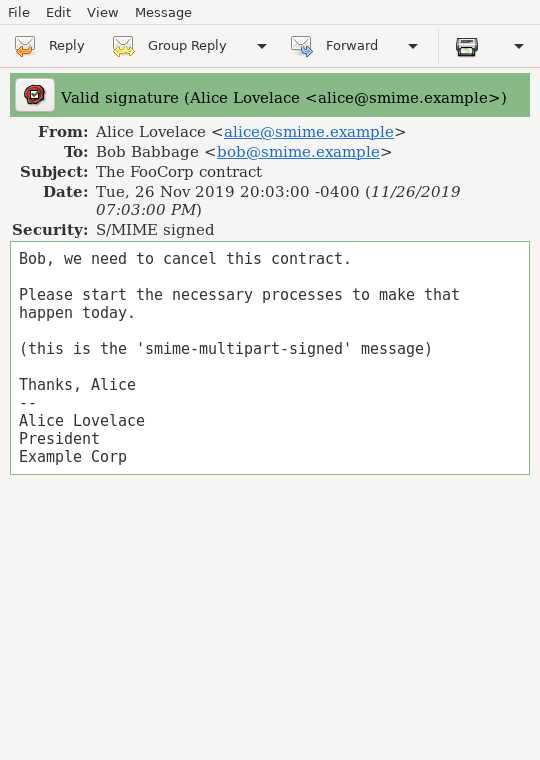 File Edit View Message
Reply Group Reply Forward
Valid signature (Alice Lovelace <alice@smime.example>)
From: Alice Lovelace <alice@smime.example>
To: Bob Babbage <bob@smime.example>
Subject: The FooCorp contract
Date: Tue, 26 Nov 2019 20:03:00 -0400 (11/26/2019
07:03:00 PM)
Security: S/MIME signed
Bob, we need to cancel this contract.
Please start the necessary processes to make that
happen today.
(this is the 'smime-multipart-signed' message)
Thanks, Alice
--
Alice Lovelace
President
Example Corp